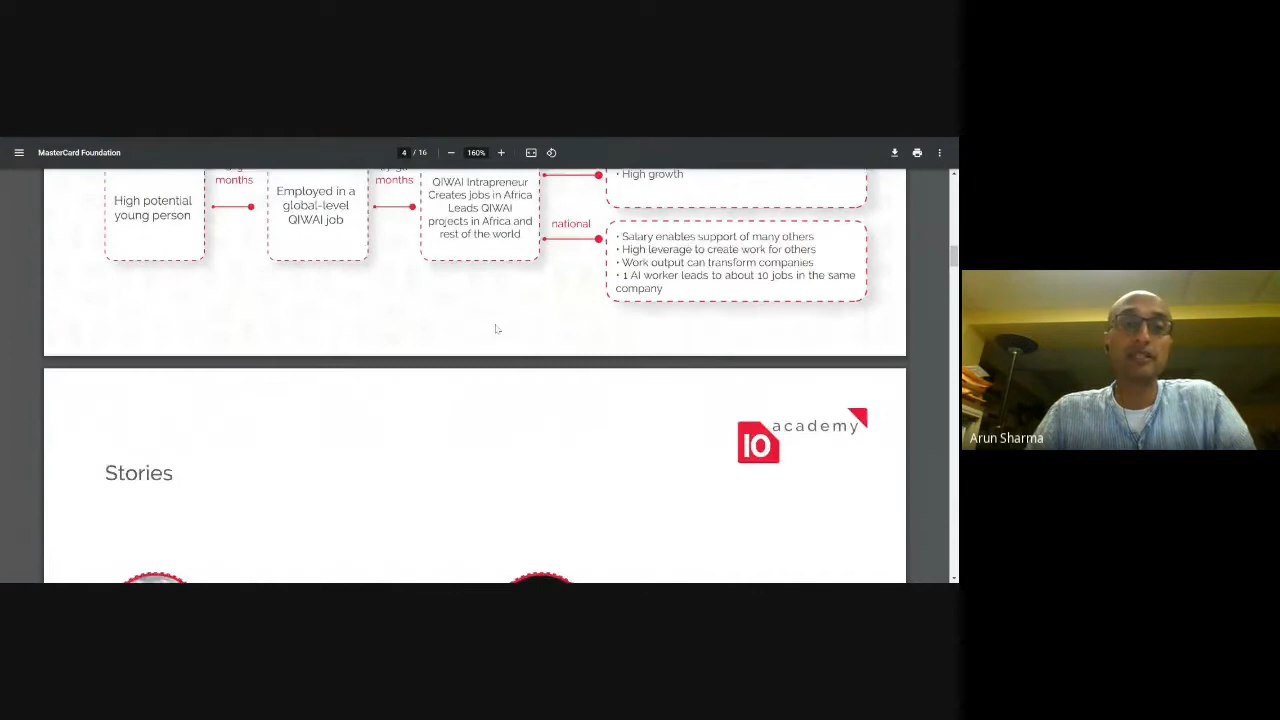 MasterCard Foundation
4 / 16
160%
months
months
High potential
young person
Employed in a
global-level
QIWAI job
QIWAI Intrapreneur
Creates jobs in Africa
Leads QIWAI
projects in Africa and
rest of the world
• High growth
national
• Salary enables support of many others
• High leverage to create work for others
• Work output can transform companies
• 1 AI worker leads to about 10 jobs in the same
company
10 academy
Stories
Arun Sharma